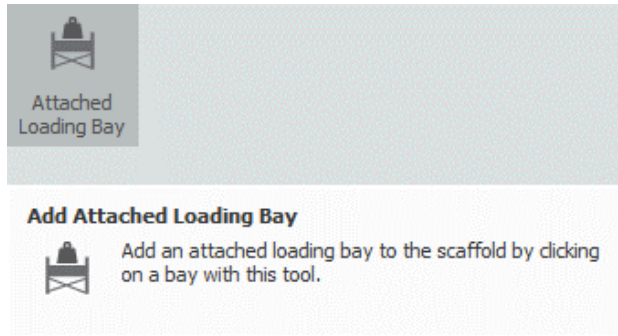 Attached
Loading Bay
Add Attached Loading Bay
Add an attached loading bay to the scaffold by clicking
on a bay with this tool.